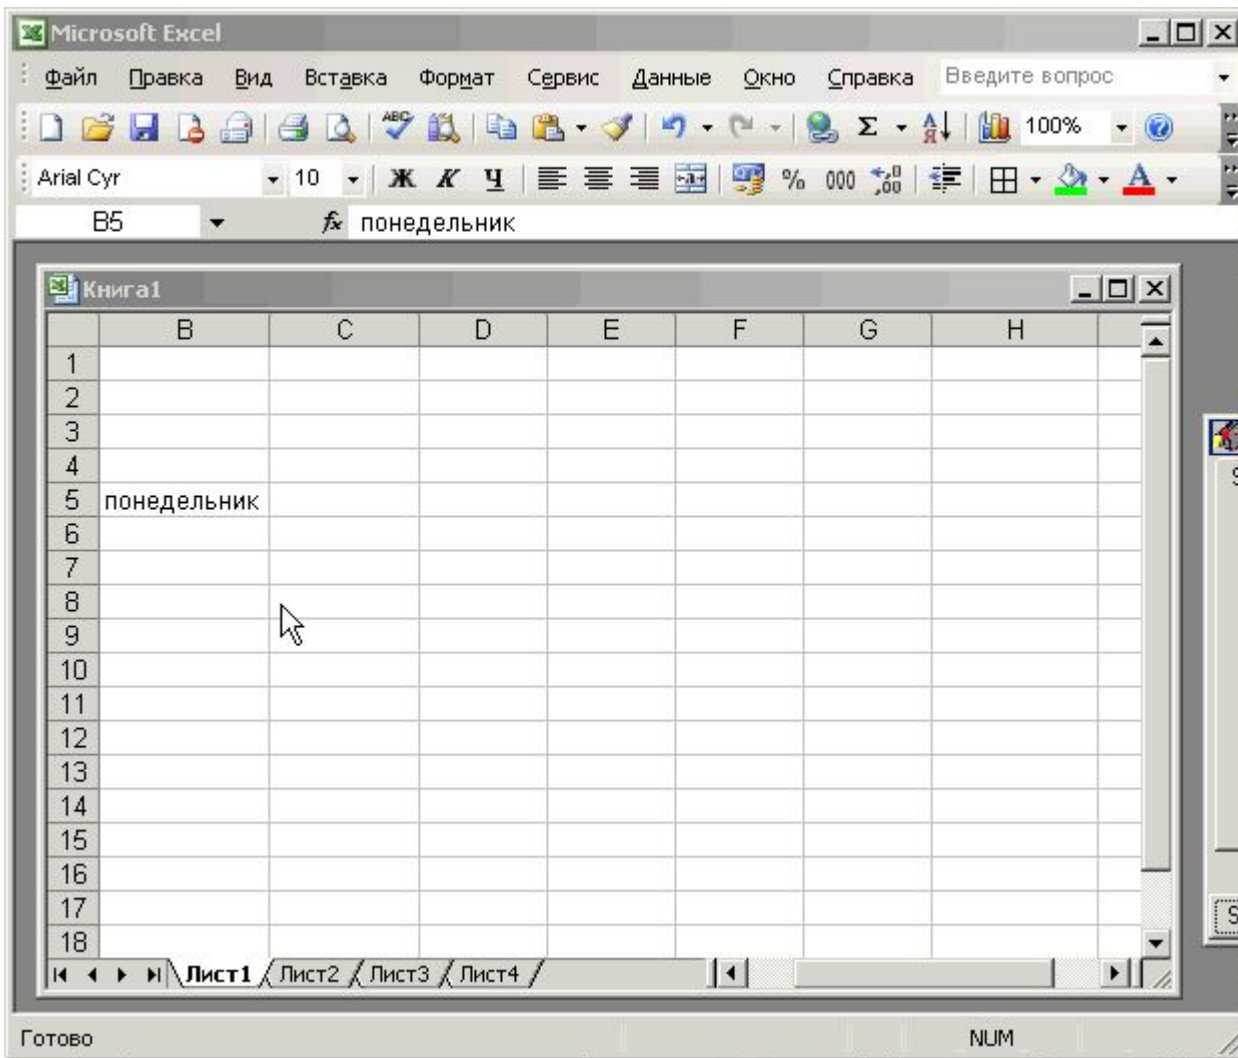 Microsoft Excel
Файл Правка Вид Вставка Формат Сервис Данные Окно Справка Введите вопрос
ABC Σ А Я 100% ?
Arial Cyr 10 Ж К Ч % 000 ,00 A
B5 fx понедельник
Книга1
B C D E F G H
1
2
3
4
5 понедельник
6
7
8
9
10
11
12
13
14
15
16
17
18
Лист1 Лист2 Лист3 Лист4
Готово NUM